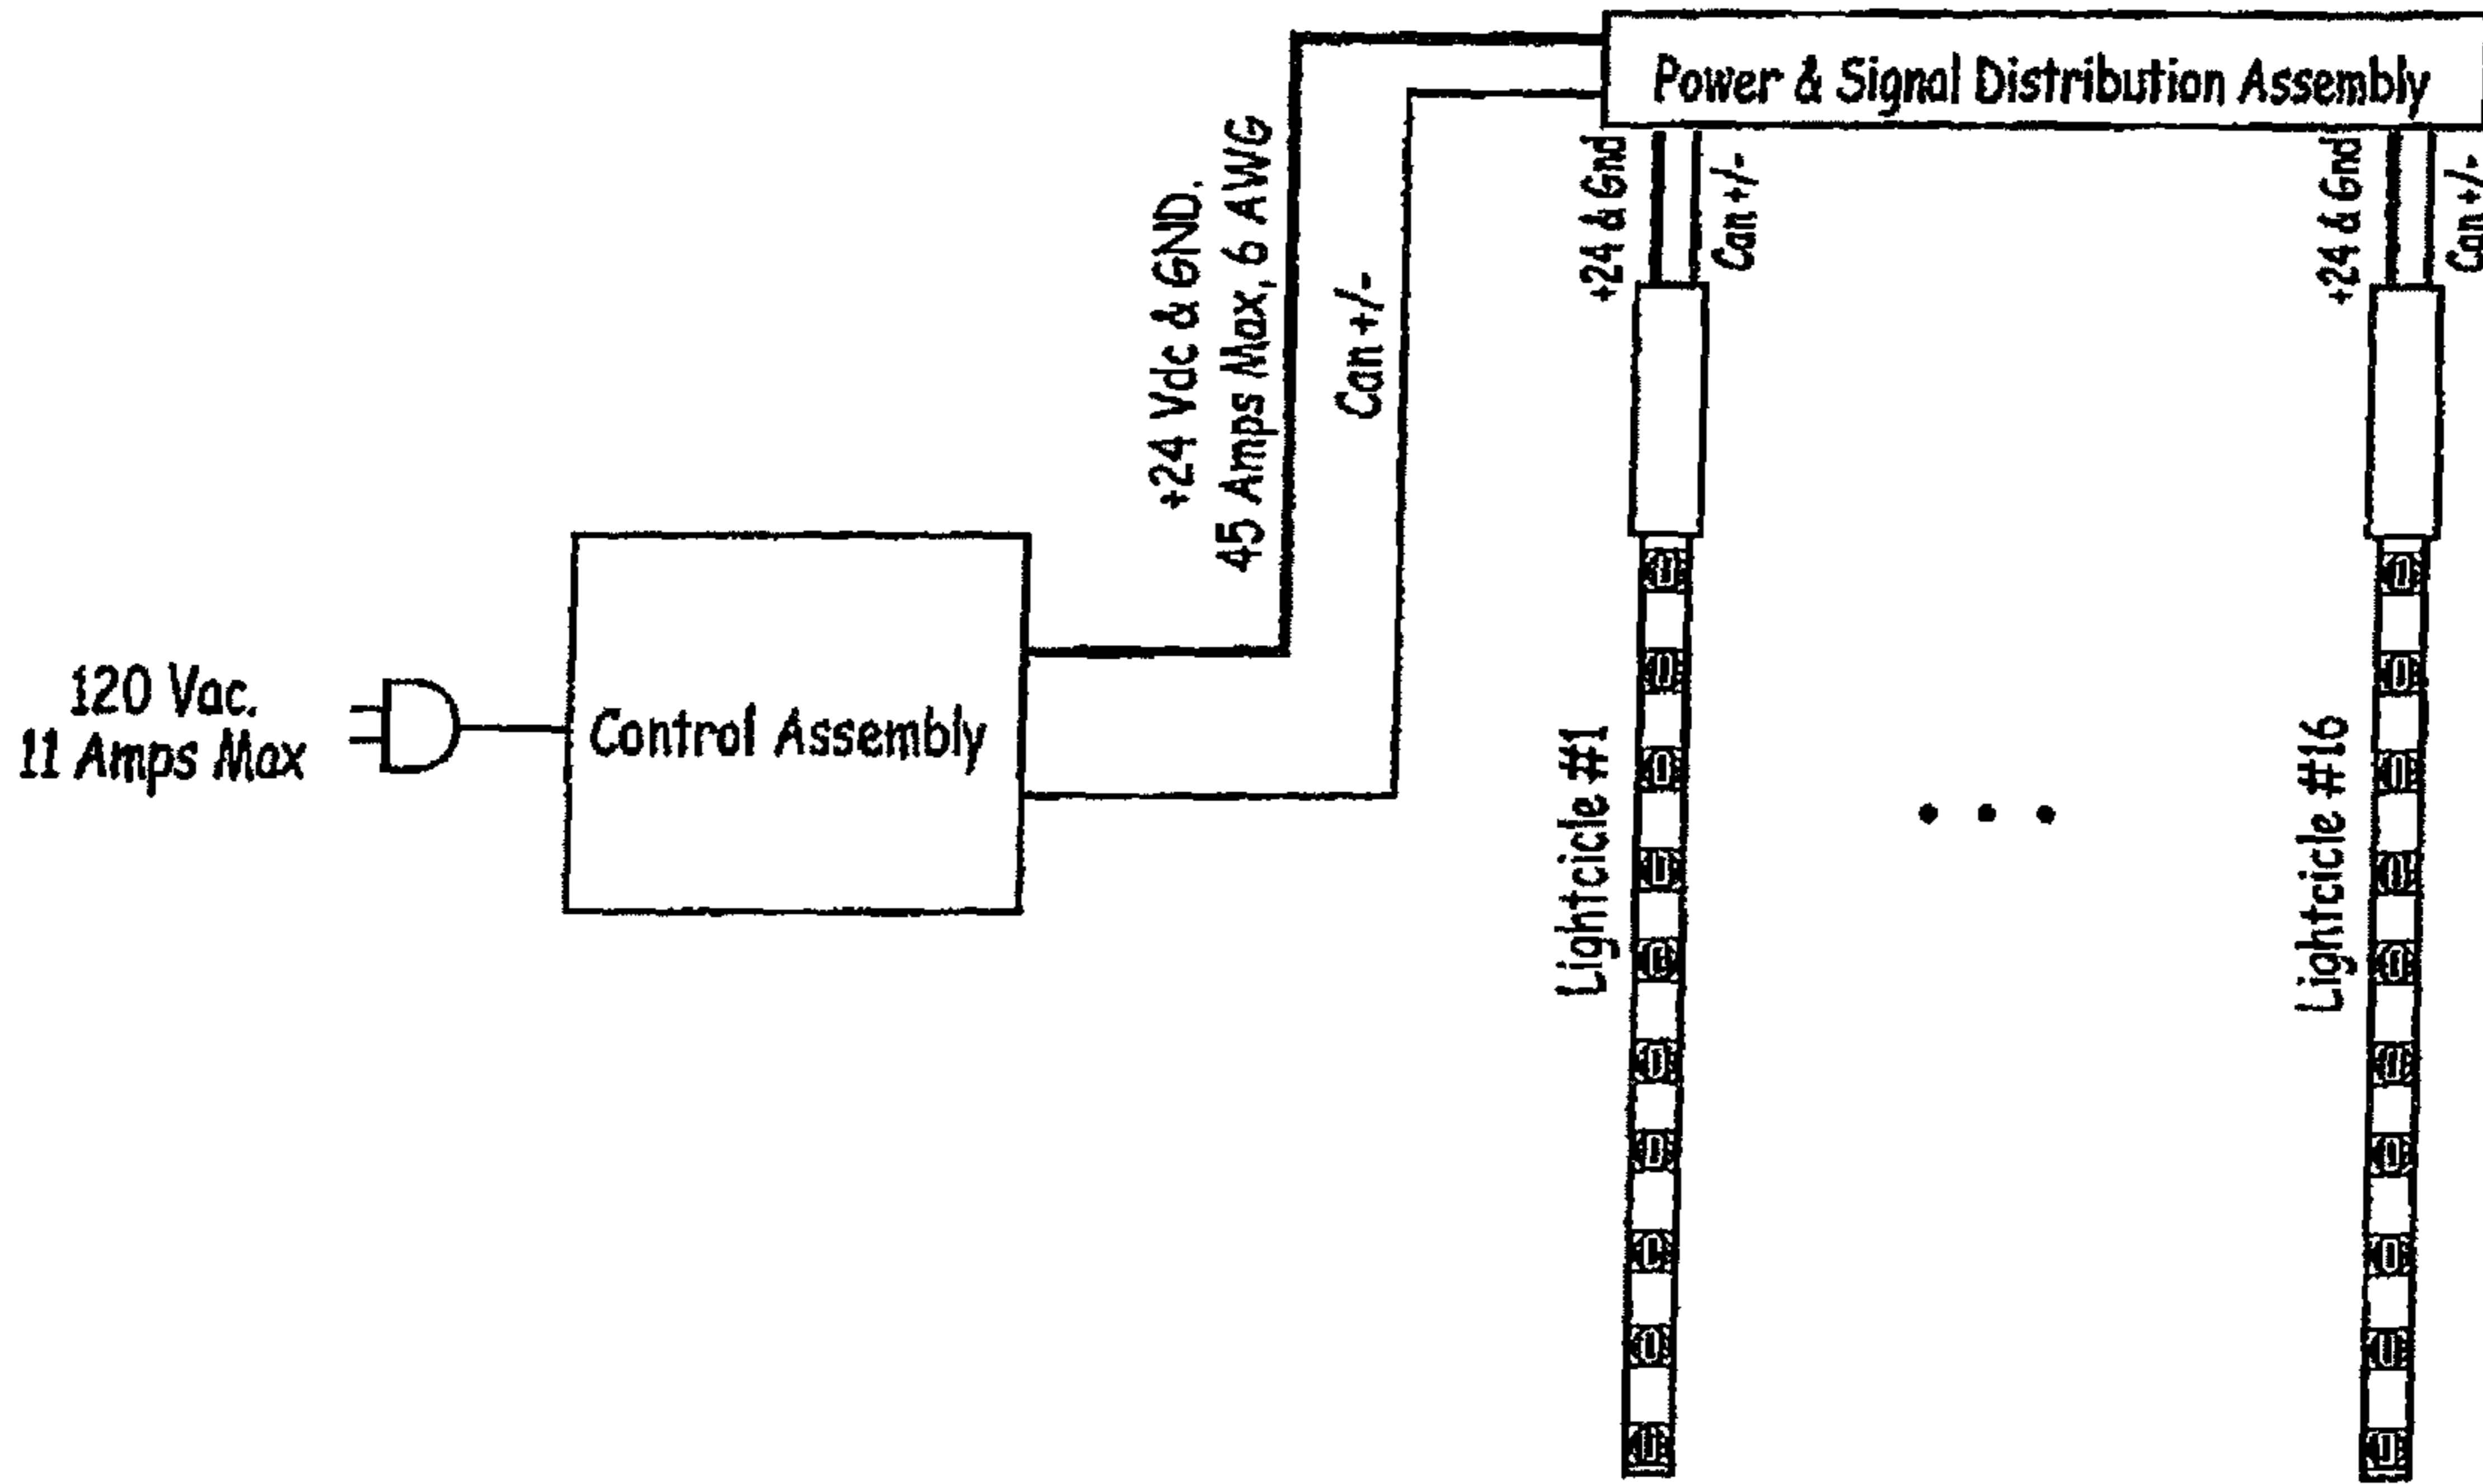 Power & Signal Distribution Assembly
+24 Vdc & GND,
45 Amps Max, 6 AWG
Can +/-
+24 & Gnd
Can +/-
+24 & Gnd
Can +/-
120 Vac,
11 Amps Max
Control Assembly
Lightcicle #1
Lightcicle #16